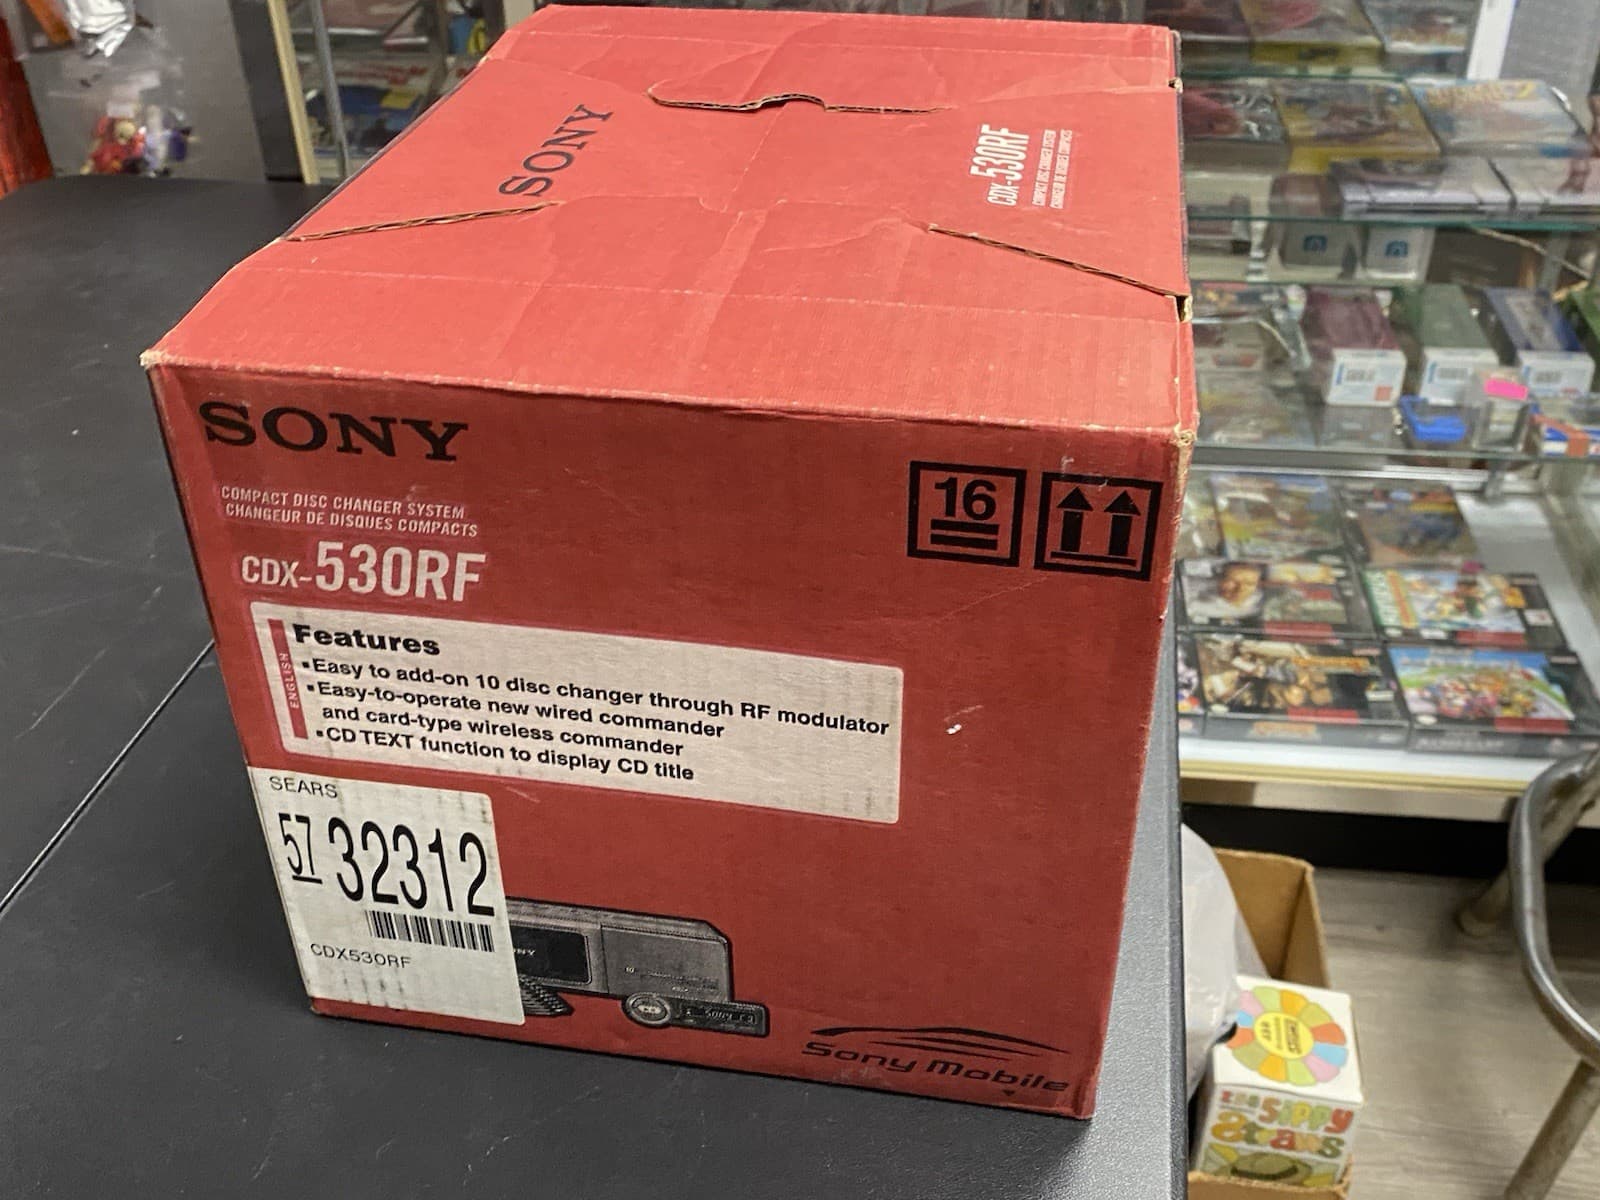 SONY
CDX-530RF
COMPACT DISC CHANGER SYSTEM
CHANGEUR DE DISQUES COMPACTS
SONY
COMPACT DISC CHANGER SYSTEM
CHANGEUR DE DISQUES COMPACTS
CDX-530RF
16
ENGLISH
Features
▪Easy to add-on 10 disc changer through RF modulator
▪Easy-to-operate new wired commander
and card-type wireless commander
▪CD TEXT function to display CD title
SEARS
57 32312
CDX530RF
Sony Mobile
SiPPY
StRaWS